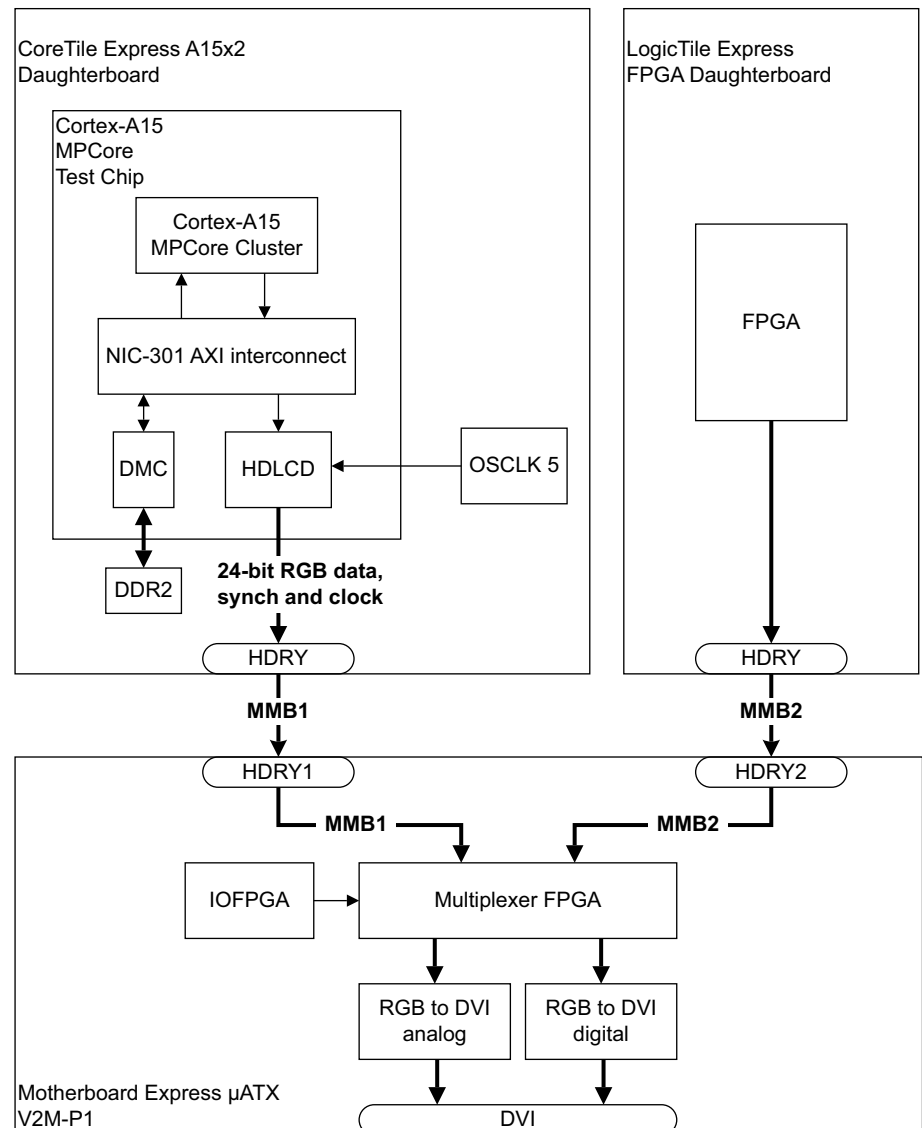 CoreTile Express A15x2
Daughterboard
LogicTile Express
FPGA Daughterboard
Cortex-A15
MPCore
Test Chip
Cortex-A15
MPCore Cluster
NIC-301 AXI interconnect
FPGA
DMC
HDLCD
OSCLK 5
DDR2
24-bit RGB data,
synch and clock
HDRY
HDRY
MMB1
MMB2
HDRY1
HDRY2
MMB1
MMB2
IOFPGA
Multiplexer FPGA
RGB to DVI
analog
RGB to DVI
digital
Motherboard Express µATX
V2M-P1
DVI